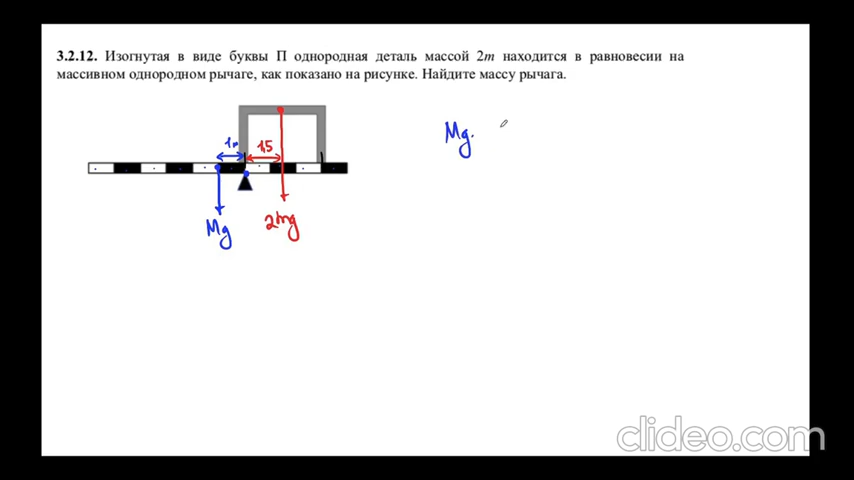 3.2.12. Изогнутая в виде буквы П однородная деталь массой 2m находится в равновесии на
массивном однородном рычаге, как показано на рисунке. Найдите массу рычага.
Mg.
1,5
Mg
2mg
clideo.com